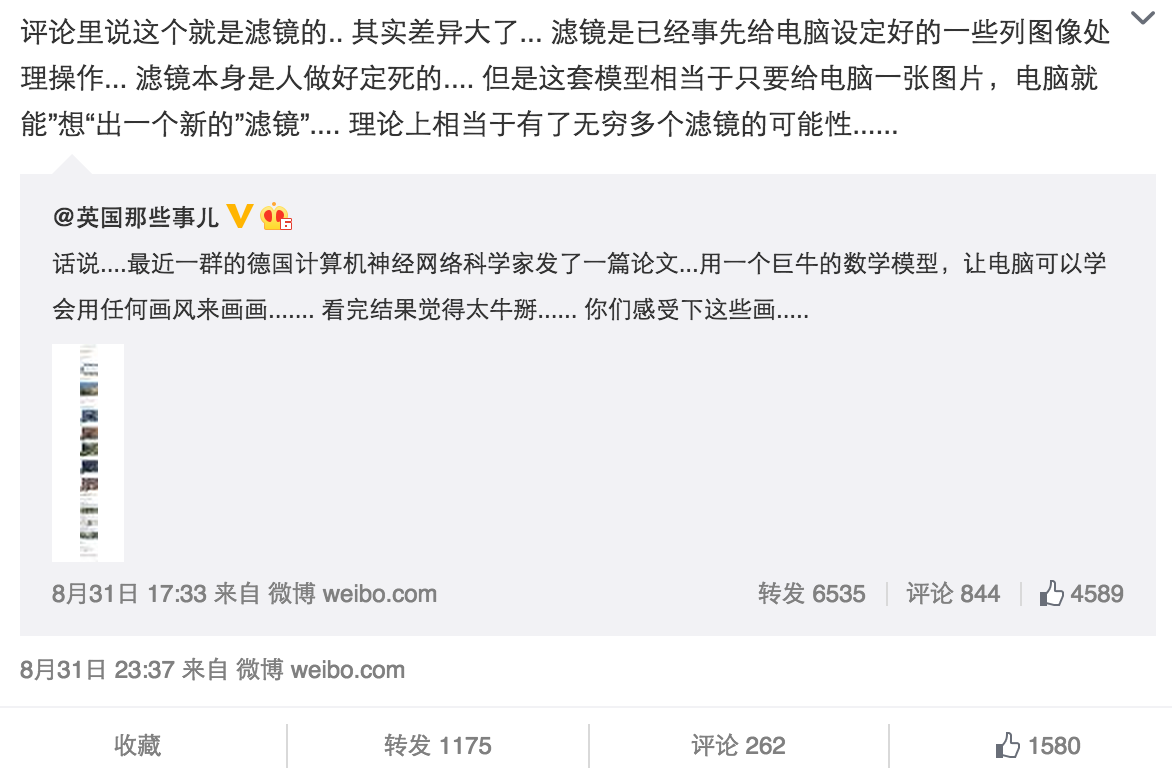 评论里说这个就是滤镜的.. 其实差异大了... 滤镜是已经事先给电脑设定好的一些列图像处
理操作... 滤镜本身是人做好定死的.... 但是这套模型相当于只要给电脑一张图片，电脑就
能”想“出一个新的”滤镜”.... 理论上相当于有了无穷多个滤镜的可能性......
@英国那些事儿
话说....最近一群的德国计算机神经网络科学家发了一篇论文...用一个巨牛的数学模型，让电脑可以学
会用任何画风来画画....... 看完结果觉得太牛掰...... 你们感受下这些画.....
8月31日 17:33 来自 微博 weibo.com 转发 6535 评论 844 4589
8月31日 23:37 来自 微博 weibo.com
收藏 转发 1175 评论 262 1580